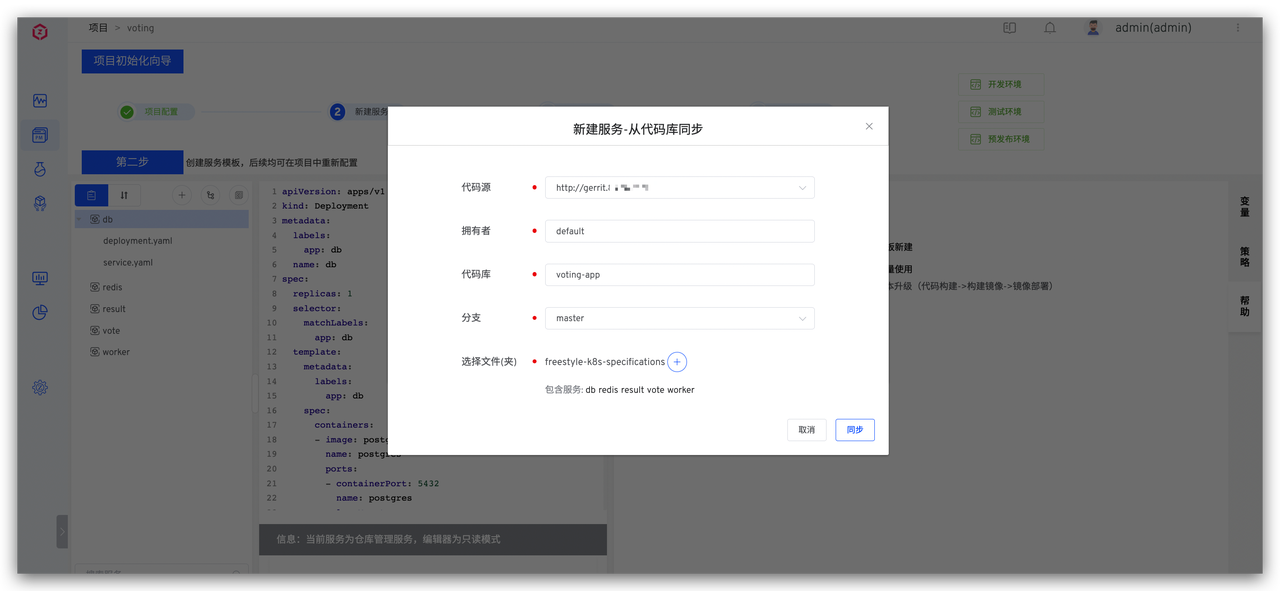 项目 > voting
admin(admin)
项目初始化向导
项目配置
2 新建服务
开发环境
测试环境
预发布环境
第二步 创建服务模板，后续均可在项目中重新配置
db
deployment.yaml
service.yaml
redis
result
vote
worker
1 apiVersion: apps/v1
2 kind: Deployment
3 metadata:
4 labels:
5 app: db
6 name: db
7 spec:
8 replicas: 1
9 selector:
10 matchLabels:
11 app: db
12 template:
13 metadata:
14 labels:
15 app: db
16 spec:
17 containers:
18 - image: postg
19 name: postgres
20 ports:
21 - containerPort: 5432
22 name: postgres
信息：当前服务为仓库管理服务，编辑器为只读模式
新建服务-从代码库同步
代码源 http://gerrit.
拥有者 default
代码库 voting-app
分支 master
选择文件(夹) freestyle-k8s-specifications
包含服务: db redis result vote worker
取消 同步
新建
量使用
本升级（代码构建->构建镜像->镜像部署）
变量
策略
帮助